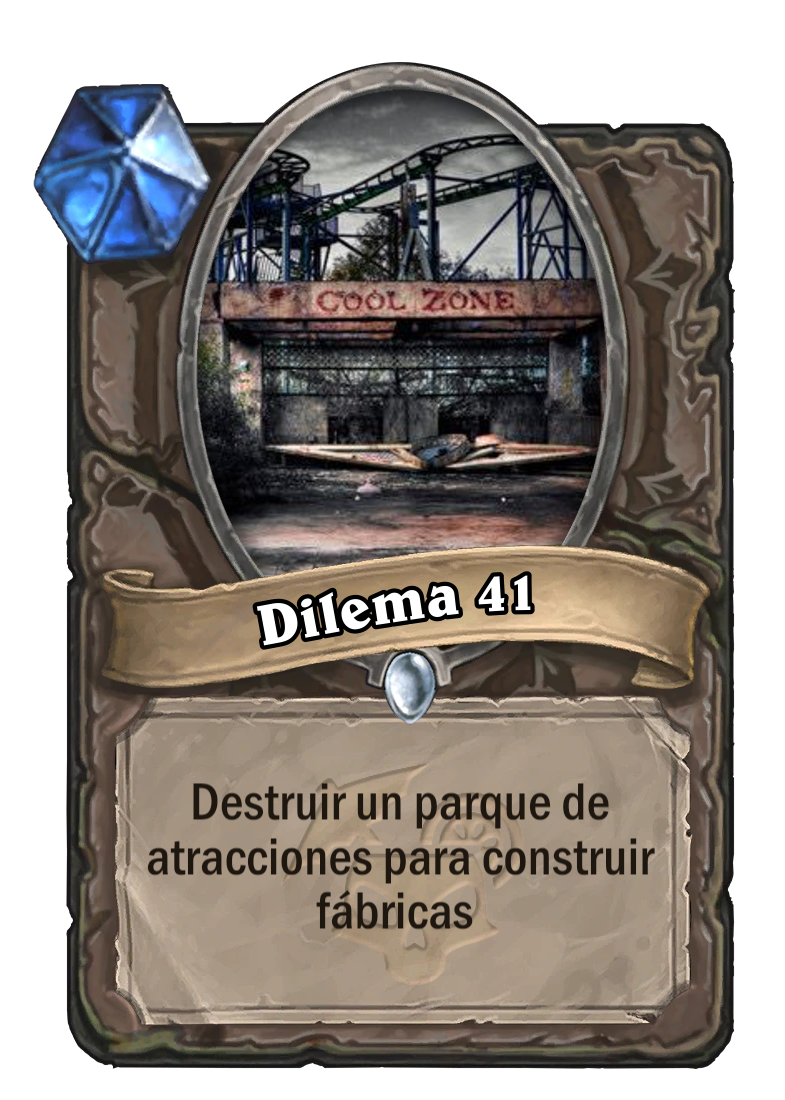 COOL ZONE
Dilema 41
Destruir un parque de
atracciones para construir
fábricas